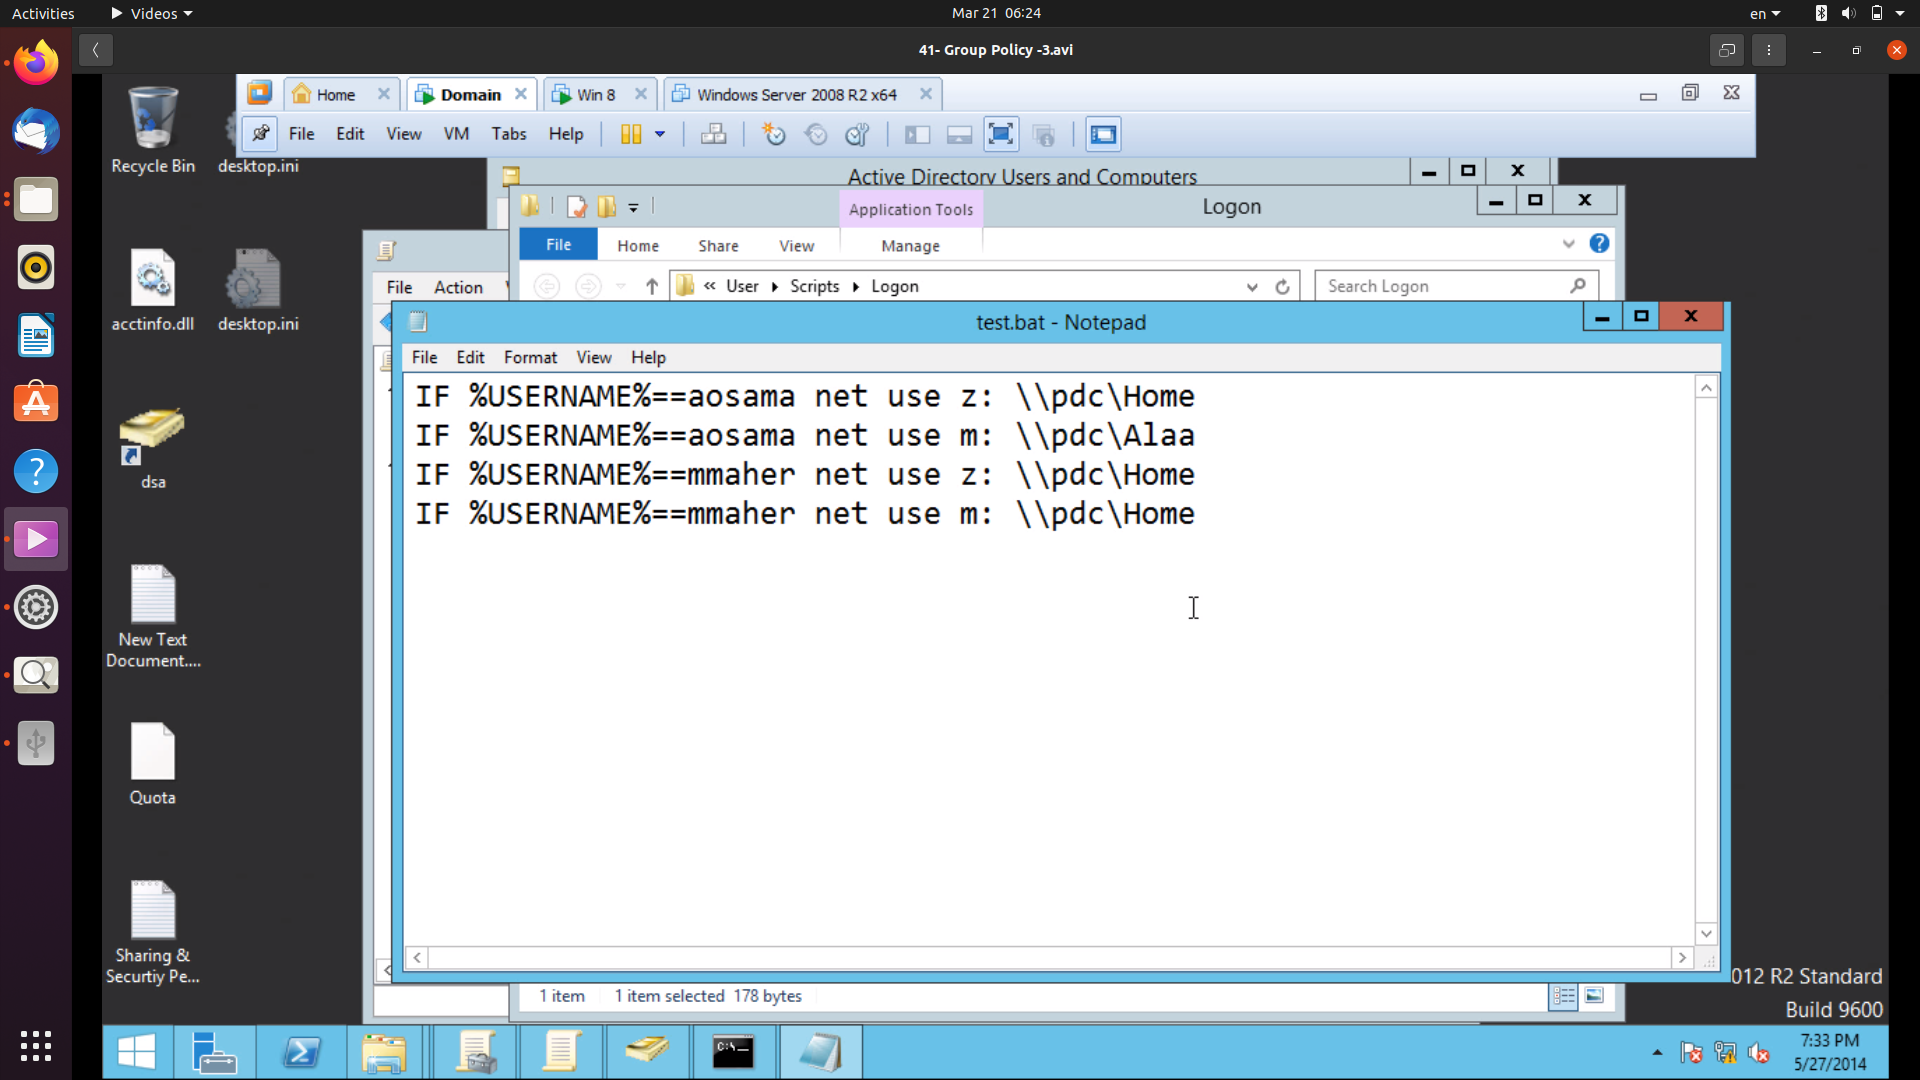 Activities
Videos
Mar 21 06:24
en
41- Group Policy -3.avi
Home
Domain
Win 8
Windows Server 2008 R2 x64
File Edit View VM Tabs Help
Recycle Bin
desktop.ini
Active Directory Users and Computers
Application Tools
Logon
File Home Share View Manage
File Action
« User Scripts Logon
Search Logon
acctinfo.dll
desktop.ini
test.bat - Notepad
File Edit Format View Help
IF %USERNAME%==aosama net use z: \\pdc\Home
IF %USERNAME%==aosama net use m: \\pdc\Alaa
IF %USERNAME%==mmaher net use z: \\pdc\Home
IF %USERNAME%==mmaher net use m: \\pdc\Home
dsa
New Text
Document....
Quota
Sharing &
Securtiy Pe...
1 item 1 item selected 178 bytes
012 R2 Standard
Build 9600
7:33 PM
5/27/2014